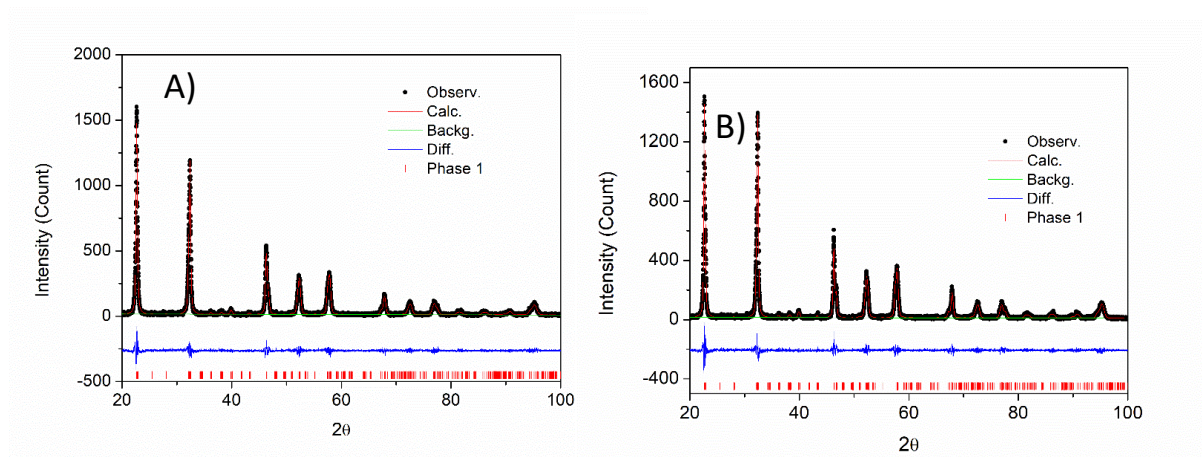 A)
2000
1500
1000
500
0
-500
Intensity (Count)
20
40
60
80
100
2θ
Observ.
Calc.
Backg.
Diff.
Phase 1
B)
1600
1200
800
400
0
-400
Intensity (Count)
20
40
60
80
100
2θ
Observ.
Calc.
Backg.
Diff.
Phase 1